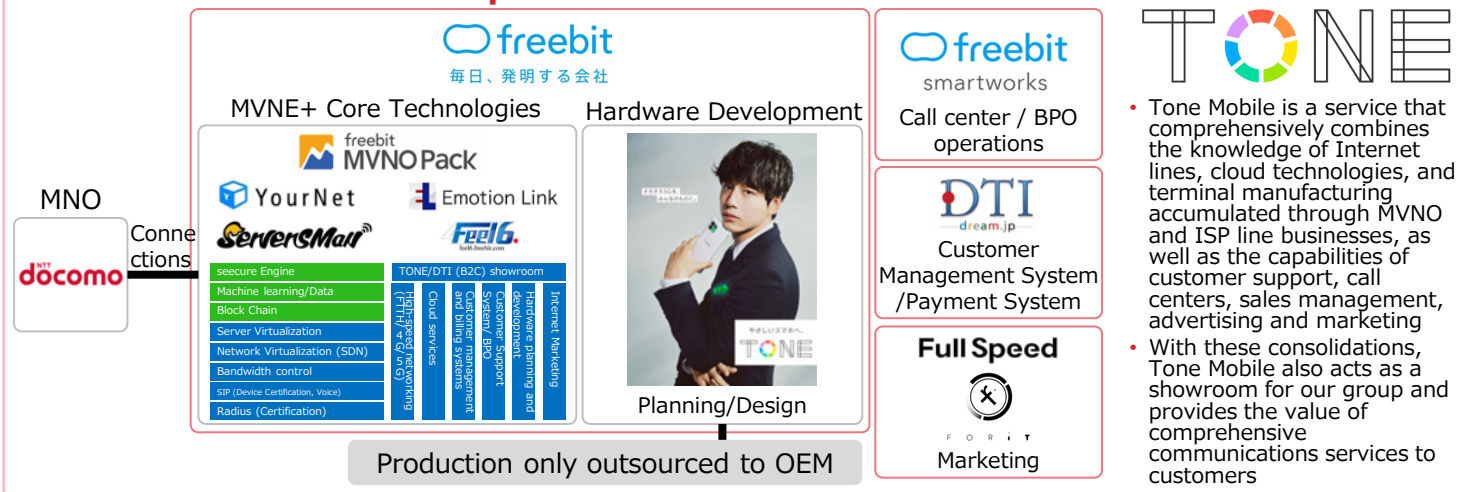 MNO
NTT
döcomo
Conne
ctions
freebit
毎日、発明する会社
MVNE+ Core Technologies
freebit
MVNO Pack
YourNet
Emotion Link
ServersMan
Feel6.
feel6.freebit.com
seecure Engine
Machine learning/Data
Block Chain
Server Virtualization
Network Virtualization (SDN)
Bandwidth control
SIP (Device Certification, Voice)
Radius (Certification)
TONE/DTI (B2C) showroom
High-speed networking
(FTTH/4G/5G)
Cloud services
Customer management
and billing systems
Customer Support
System/ BPO
Hardware planning and
development
Internet Marketing
Hardware Development
やさしいスマホへ。
TONE
Planning/Design
Production only outsourced to OEM
freebit
smartworks
Call center / BPO
operations
DTI
dream.jp
Customer
Management System
/Payment System
Full Speed
FORiT
Marketing
TONE
• Tone Mobile is a service that
comprehensively combines
the knowledge of Internet
lines, cloud technologies, and
terminal manufacturing
accumulated through MVNO
and ISP line businesses, as
well as the capabilities of
customer support, call
centers, sales management,
advertising and marketing
• With these consolidations,
Tone Mobile also acts as a
showroom for our group and
provides the value of
comprehensive
communications services to
customers